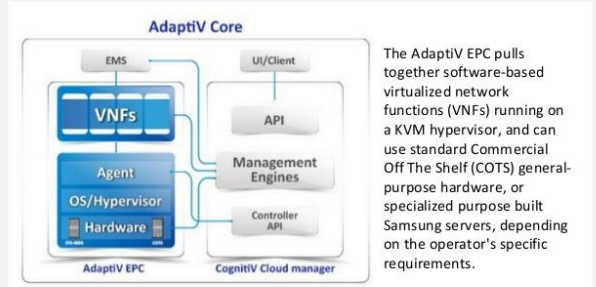 AdaptiV Core
EMS
UI/Client
VNFs
API
Agent
Management
Engines
OS/Hypervisor
Hardware
Controller
API
COTS
AdaptiV EPC
CognitiV Cloud manager
The AdaptiV EPC pulls
together software-based
virtualized network
functions (VNFs) running on
a KVM hypervisor, and can
use standard Commercial
Off The Shelf (COTS) general-
purpose hardware, or
specialized purpose built
Samsung servers, depending
on the operator's specific
requirements.